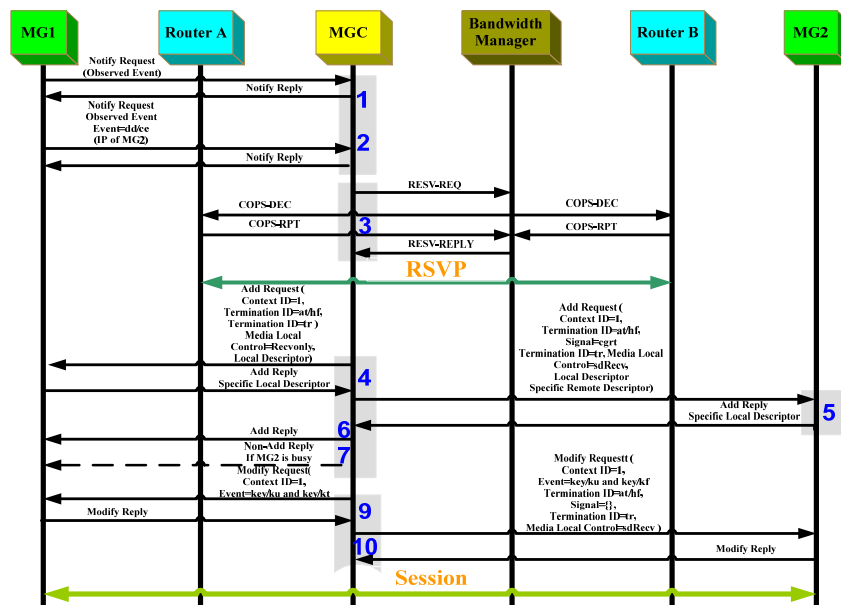 MG1
Router A
MGC
Bandwidth
Manager
Router B
MG2
Notify Request
(Observed Event)
Notify Reply
1
Notify Request
Observed Event
Event=dd/ce
(IP of MG2)
2
Notify Reply
RESV-REQ
COPS-DEC
COPS-DEC
3
COPS-RPT
COPS-RPT
RESV-REPLY
RSVP
Add Request (
Context ID=1,
Termination ID=at/hf,
Termination ID=tr )
Media Local
Control=Recvonly,
Local Descriptor)
Add Request (
Context ID=1,
Termination ID=at/hf,
Signal=cgrt
Termination ID=tr, Media Local
Control=sdRecv,
Local Descriptor
Specific Remote Descriptor)
4
Add Reply
Specific Local Descriptor
Add Reply
Specific Local Descriptor
5
Add Reply
6
Non-Add Reply
If MG2 is busy
7
Modify Request(
Context ID=1,
Event=key/ku and key/kt
Modify Requestt (
Context ID=1,
Event=key/ku and key/kf
Termination ID=at/hf,
Signal={},
Termination ID=tr,
Media Local Control=sdRecv )
Modify Reply
9
10
Modify Reply
Session